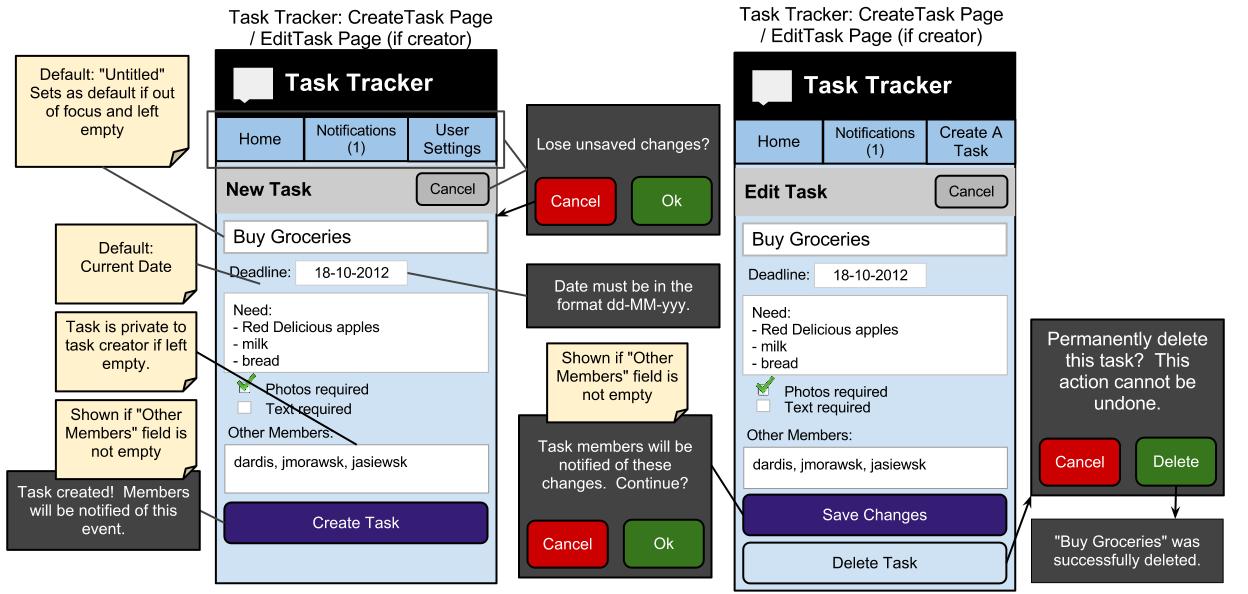 Task Tracker: CreateTask Page
/ EditTask Page (if creator)
Default: "Untitled"
Sets as default if out
of focus and left
empty
Default:
Current Date
Task is private to
task creator if left
empty.
Shown if "Other
Members" field is
not empty
Task created! Members
will be notified of this
event.
Task Tracker
Home
Notifications
(1)
User
Settings
New Task
Cancel
Buy Groceries
Deadline:
18-10-2012
Need:
- Red Delicious apples
- milk
- bread
Photos required
Text required
Other Members:
dardis, jmorawsk, jasiewsk
Create Task
Lose unsaved changes?
Cancel
Ok
Date must be in the
format dd-MM-yyy.
Shown if "Other
Members" field is
not empty
Task members will be
notified of these
changes. Continue?
Cancel
Ok
Task Tracker: CreateTask Page
/ EditTask Page (if creator)
Task Tracker
Home
Notifications
(1)
Create A
Task
Edit Task
Cancel
Buy Groceries
Deadline:
18-10-2012
Need:
- Red Delicious apples
- milk
- bread
Photos required
Text required
Other Members:
dardis, jmorawsk, jasiewsk
Save Changes
Delete Task
Permanently delete
this task? This
action cannot be
undone.
Cancel
Delete
"Buy Groceries" was
successfully deleted.